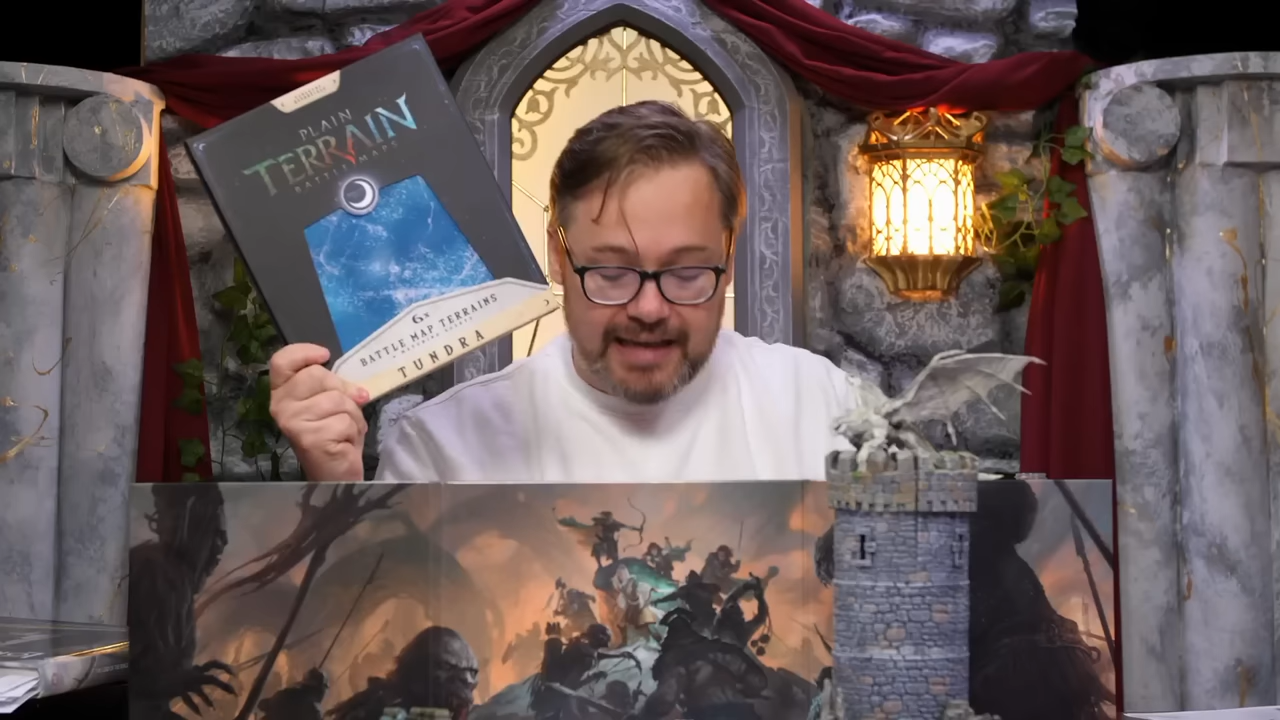 PLAIN
TERRAIN
BATTLE MAPS
6x
BATTLE MAP TERRAINS
TUNDRA